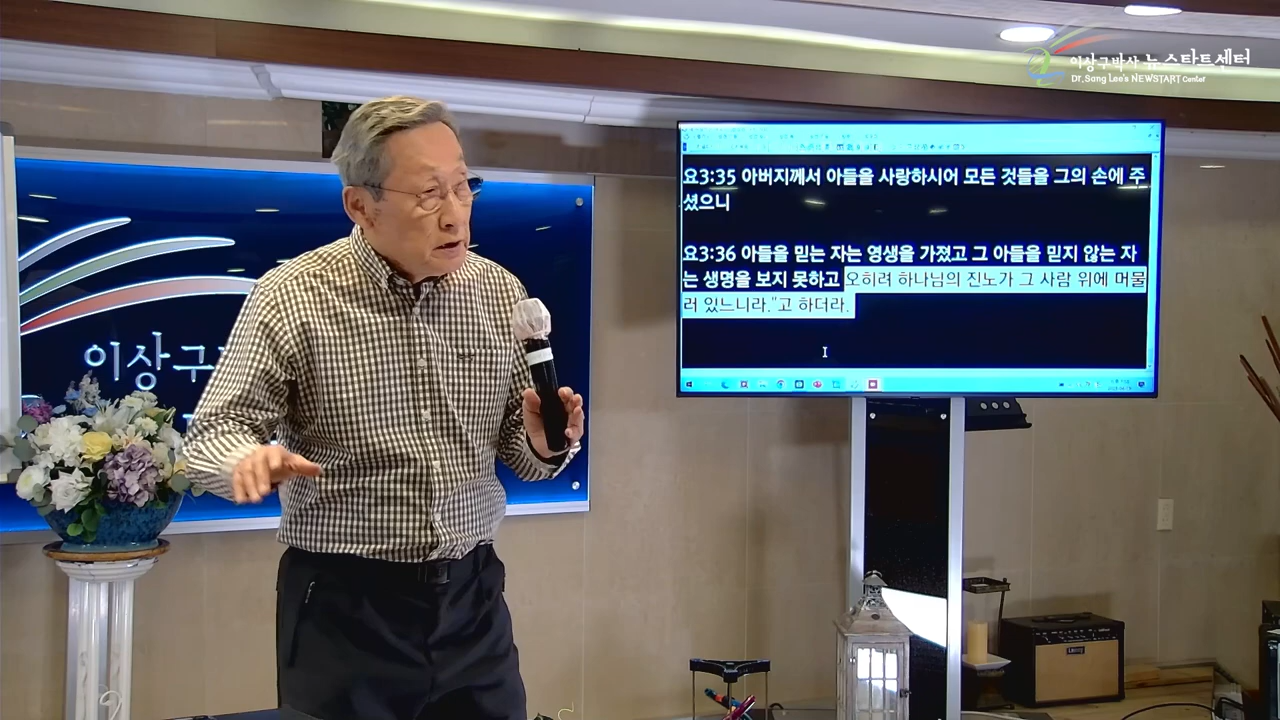 이상구박사 뉴스타트센터
Dr. Sang Lee's NEWSTART Center
요3:35 아버지께서 아들을 사랑하시어 모든 것들을 그의 손에 주
셨으니
요3:36 아들을 믿는 자는 영생을 가졌고 그 아들을 믿지 않는 자
는 생명을 보지 못하고 오히려 하나님의 진노가 그 사람 위에 머물
러 있느니라."고 하더라.
이상구